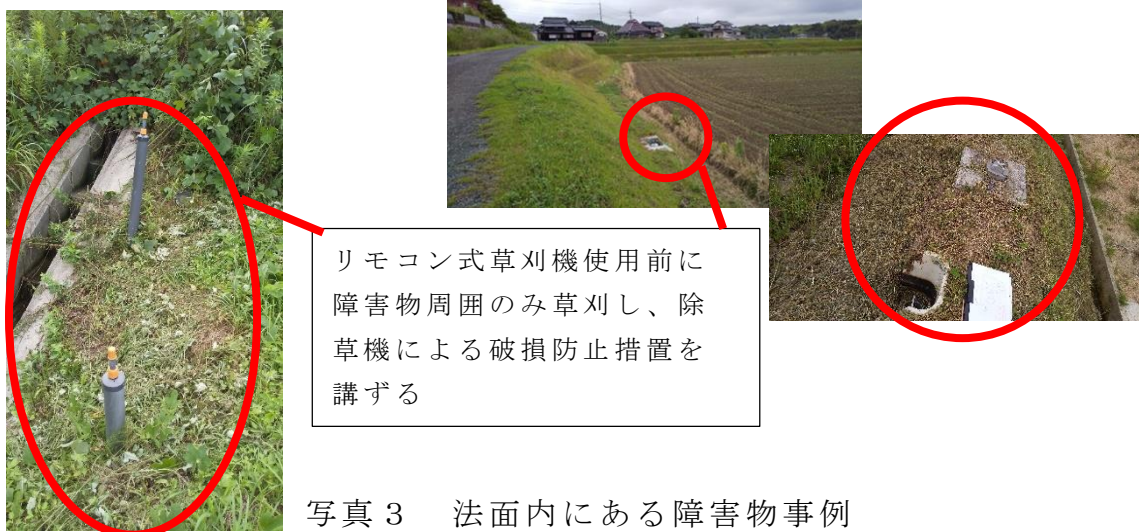 リモコン式草刈機使用前に
障害物周囲のみ草刈し、除
草機による破損防止措置を
講ずる
写真３　法面内にある障害物事例